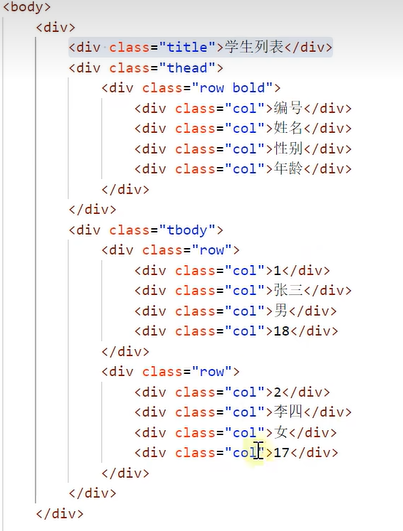 <body>
<div>
<div class="title">学生列表</div>
<div class="thead">
<div class="row bold">
<div class="col">编号</div>
<div class="col">姓名</div>
<div class="col">性别</div>
<div class="col">年龄</div>
</div>
</div>
<div class="tbody">
<div class="row">
<div class="col">1</div>
<div class="col">张三</div>
<div class="col">男</div>
<div class="col">18</div>
</div>
<div class="row">
<div class="col">2</div>
<div class="col">李四</div>
<div class="col">女</div>
<div class="col">17</div>
</div>
</div>
</div>